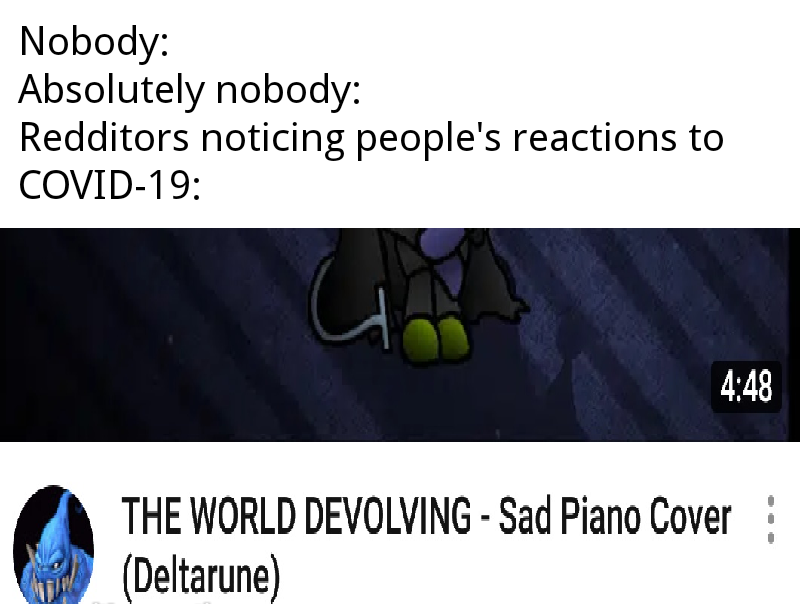 Nobody:
Absolutely nobody:
Redditors noticing people's reactions to
COVID-19:
4:48
THE WORLD DEVOLVING - Sad Piano Cover
(Deltarune)